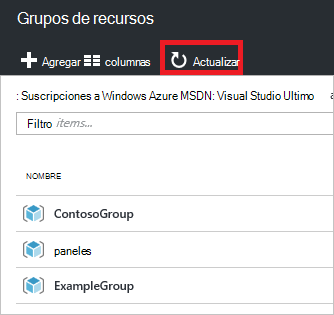 Grupos de recursos
Agregar columnas Actualizar
: Suscripciones a Windows Azure MSDN: Visual Studio Ultimo
Filtro items...
NOMBRE
ContosoGroup
paneles
ExampleGroup